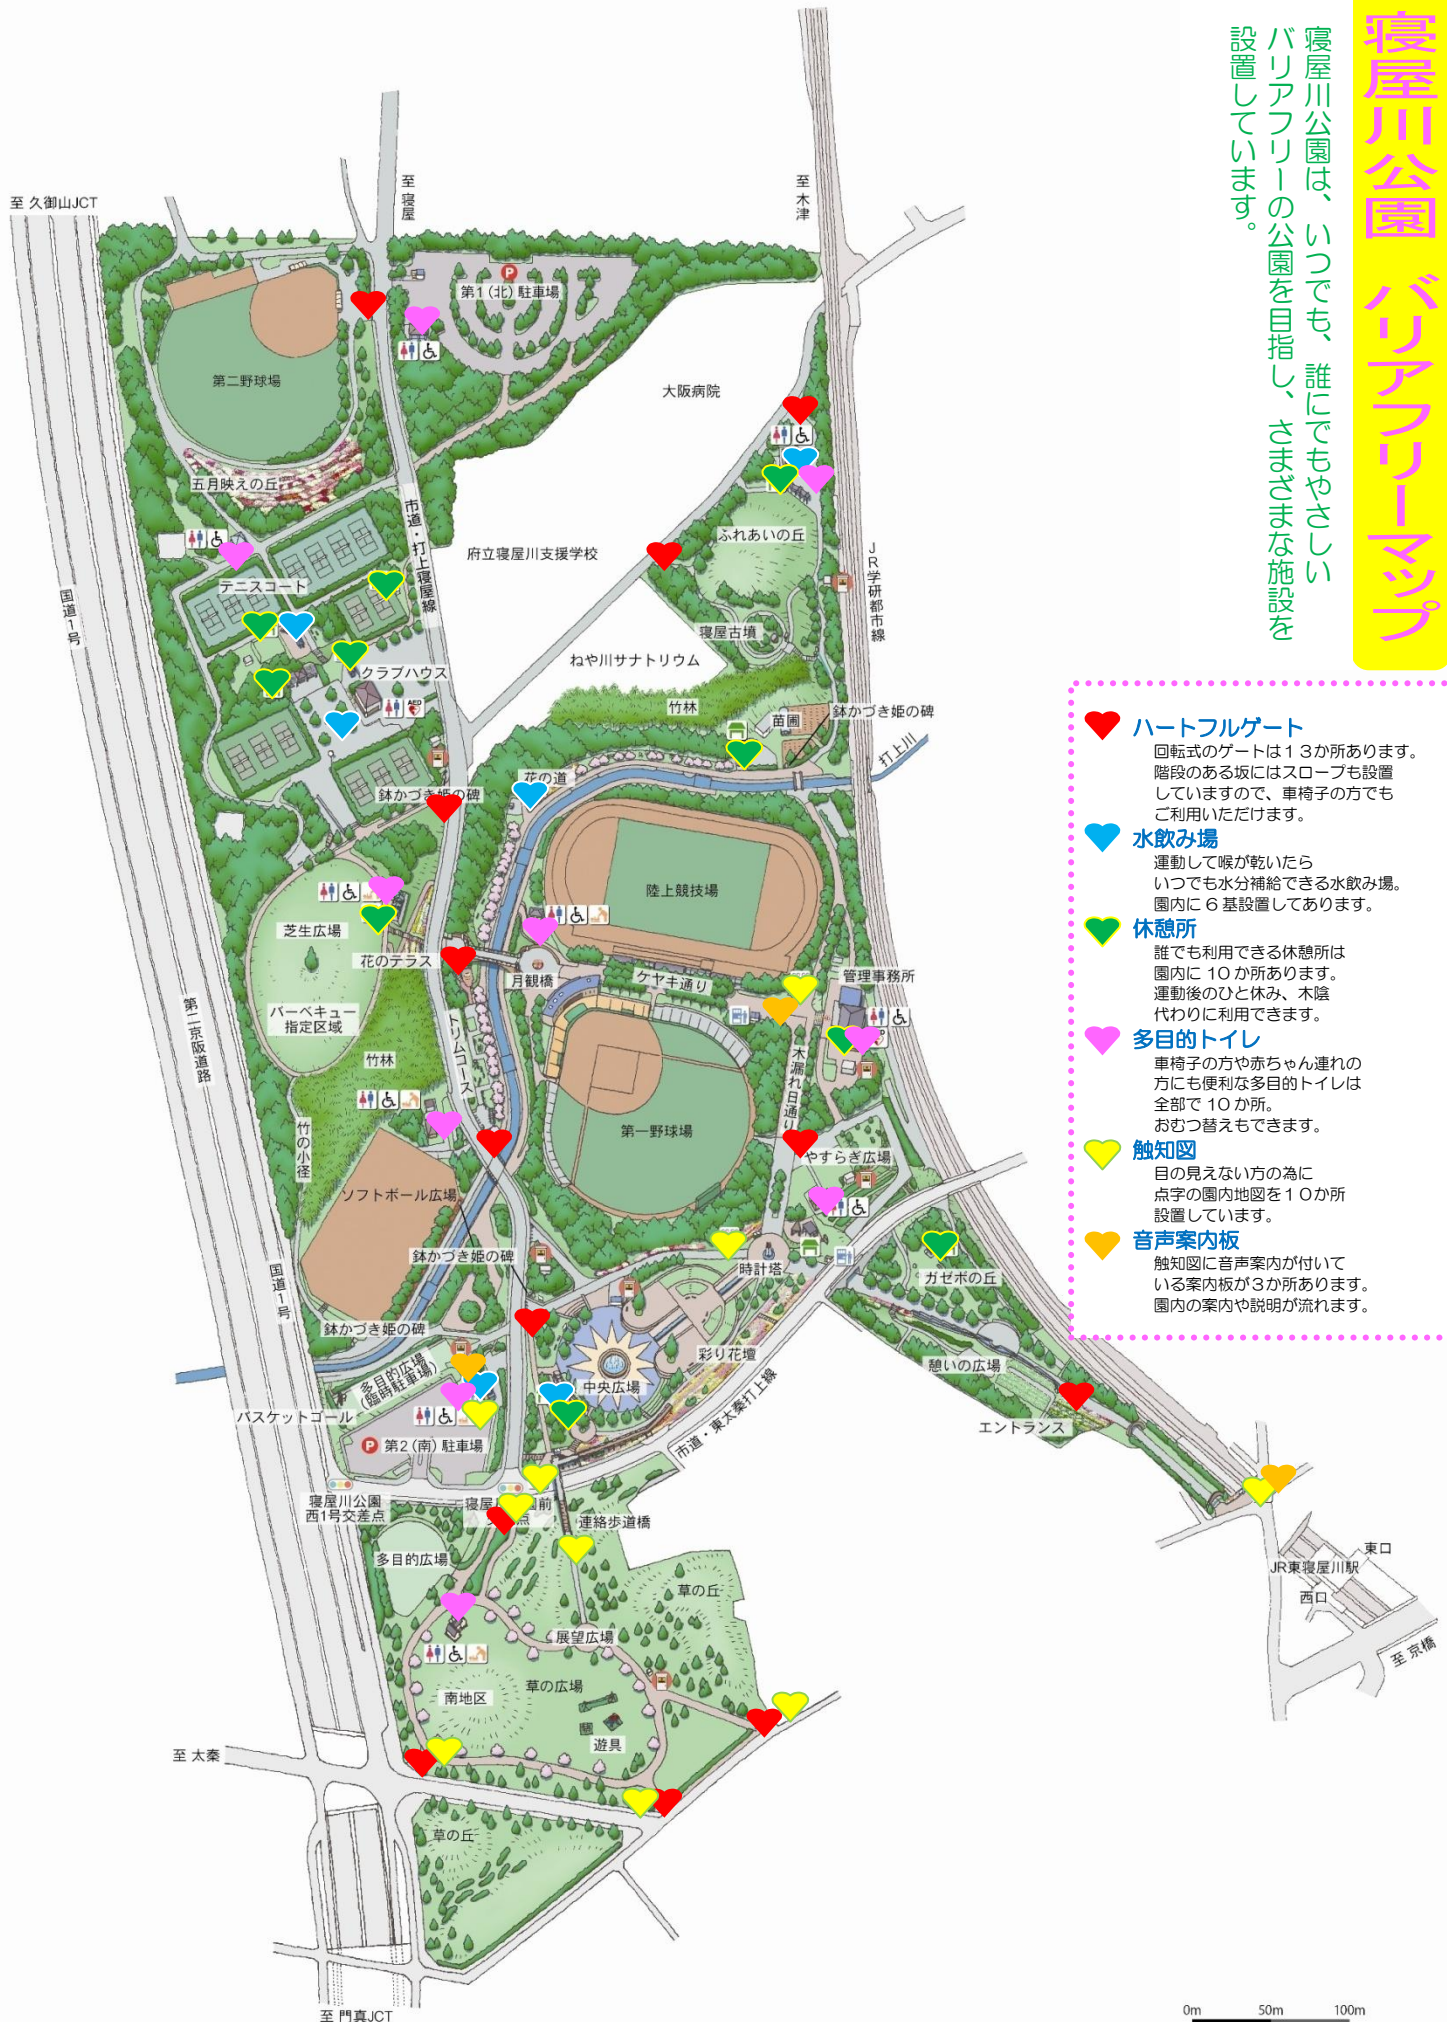 寝屋川公園 バリアフリーマップ
寝屋川公園は、いつでも、誰にでもやさしい
バリアフリーの公園を目指し、さまざまな施設を
設置しています。
至 久御山JCT
至 寝屋
至 木津
P
第1(北)駐車場
第二野球場
大阪病院
五月映えの丘
市道・打上寝屋線
府立寝屋川支援学校
ふれあいの丘
JR学研都市線
テニスコート
国道1号
寝屋古墳
ねや川サナトリウム
クラブハウス
AED
竹林
苗圃
鉢かづき姫の碑
打上川
花の道
鉢かづき姫の碑
陸上競技場
芝生広場
花のテラス
月観橋
ケヤキ通り
管理事務所
バーベキュー
指定区域
第二京阪道路
トリムコース
竹林
木漏れ日通り
竹の小径
第一野球場
やすらぎ広場
ソフトボール広場
鉢かづき姫の碑
時計塔
ガゼボの丘
国道1号
鉢かづき姫の碑
彩り花壇
憩いの広場
多目的広場
(臨時駐車場)
中央広場
バスケットゴール
市道・東太秦打上線
エントランス
P
第2(南)駐車場
寝屋川公園
西1号交差点
連絡歩道橋
多目的広場
草の丘
JR東寝屋川駅
東口
西口
至 京橋
展望広場
草の広場
南地区
遊具
至 太秦
草の丘
至 門真JCT
ハートフルゲート
回転式のゲートは13か所あります。
階段のある坂にはスロープも設置
していますので、車椅子の方でも
ご利用いただけます。
水飲み場
運動して喉が乾いたら
いつでも水分補給できる水飲み場。
園内に6基設置してあります。
休憩所
誰でも利用できる休憩所は
園内に10か所あります。
運動後のひと休み、木陰
代わりに利用できます。
多目的トイレ
車椅子の方や赤ちゃん連れの
方にも便利な多目的トイレは
全部で10か所。
おむつ替えもできます。
触知図
目の見えない方の為に
点字の園内地図を10か所
設置しています。
音声案内板
触知図に音声案内が付いて
いる案内板が3か所あります。
園内の案内や説明が流れます。
0m 50m 100m